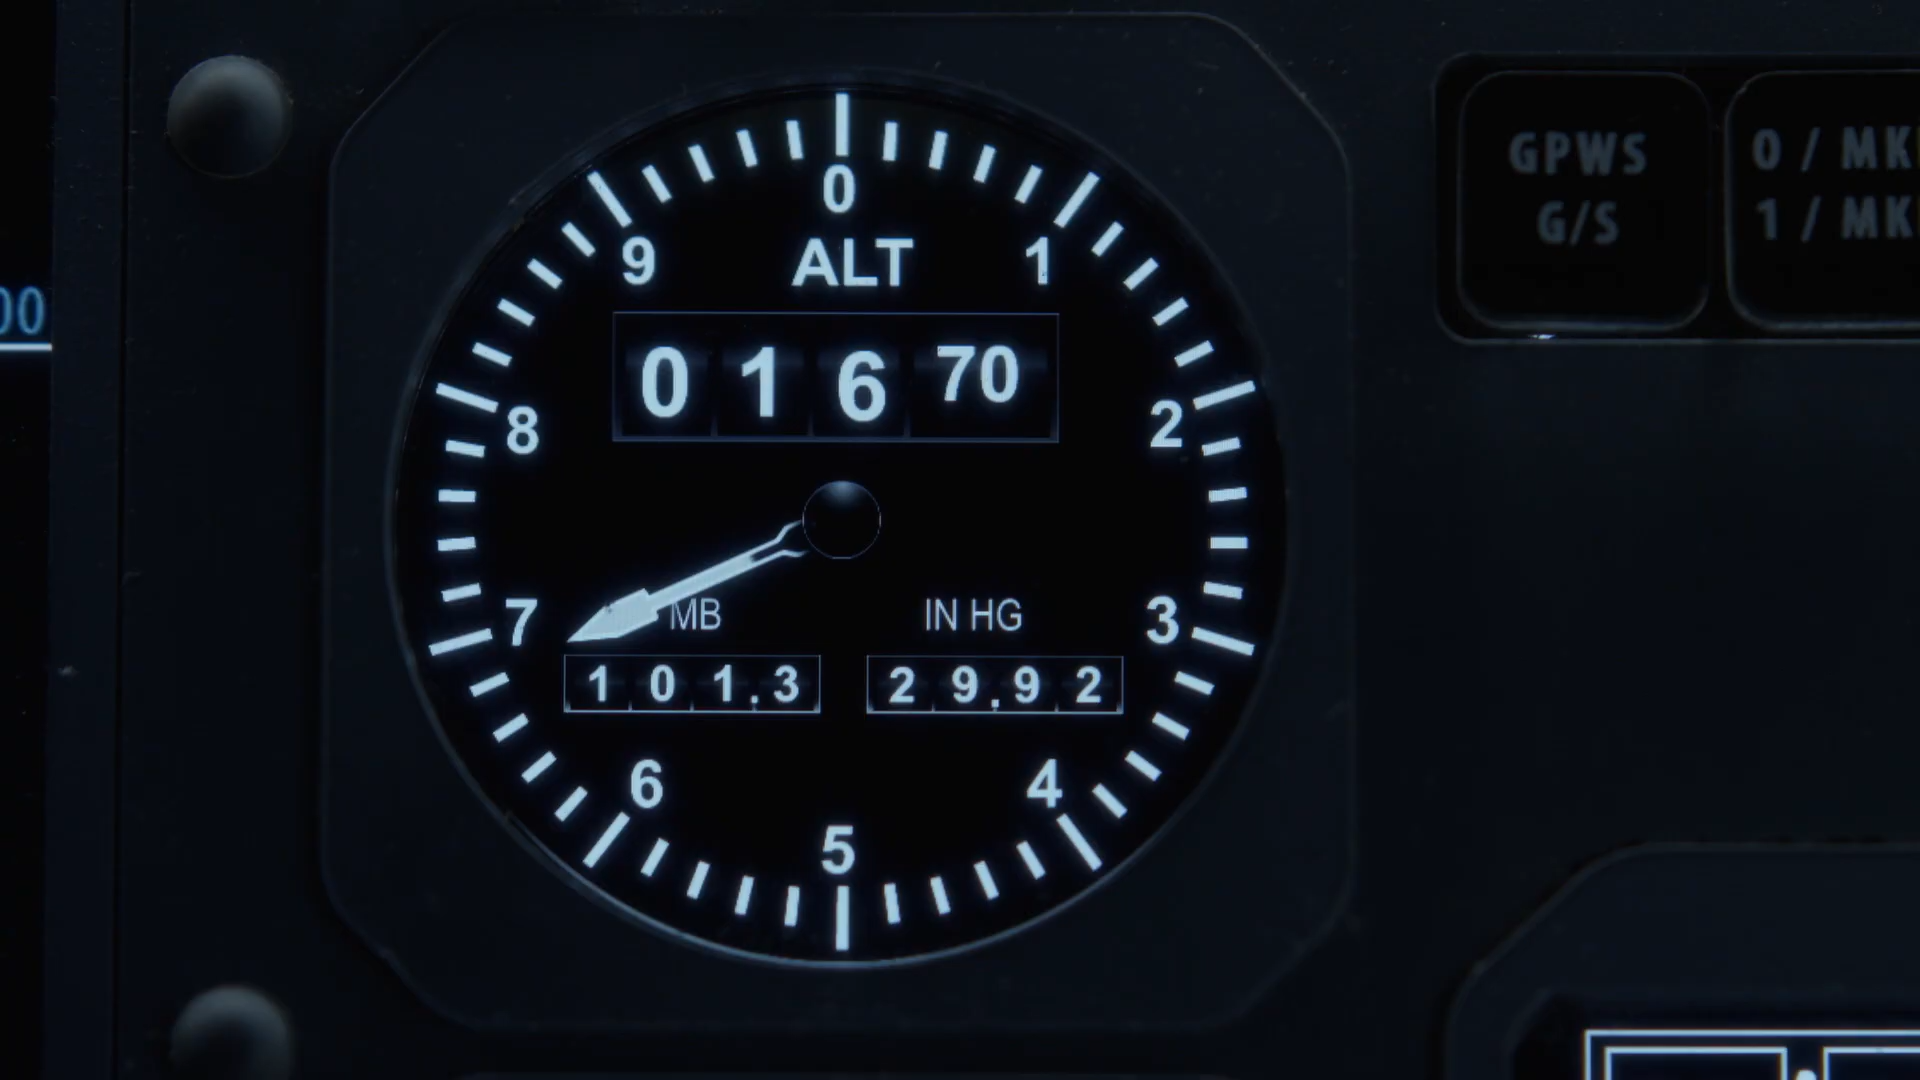 00
0
9 ALT 1
0 1 6 70
8 2
7 3
MB IN HG
1 0 1.3 2 9.9 2
6 4
5
GPWS
G/S
0 / MK
1 / MK